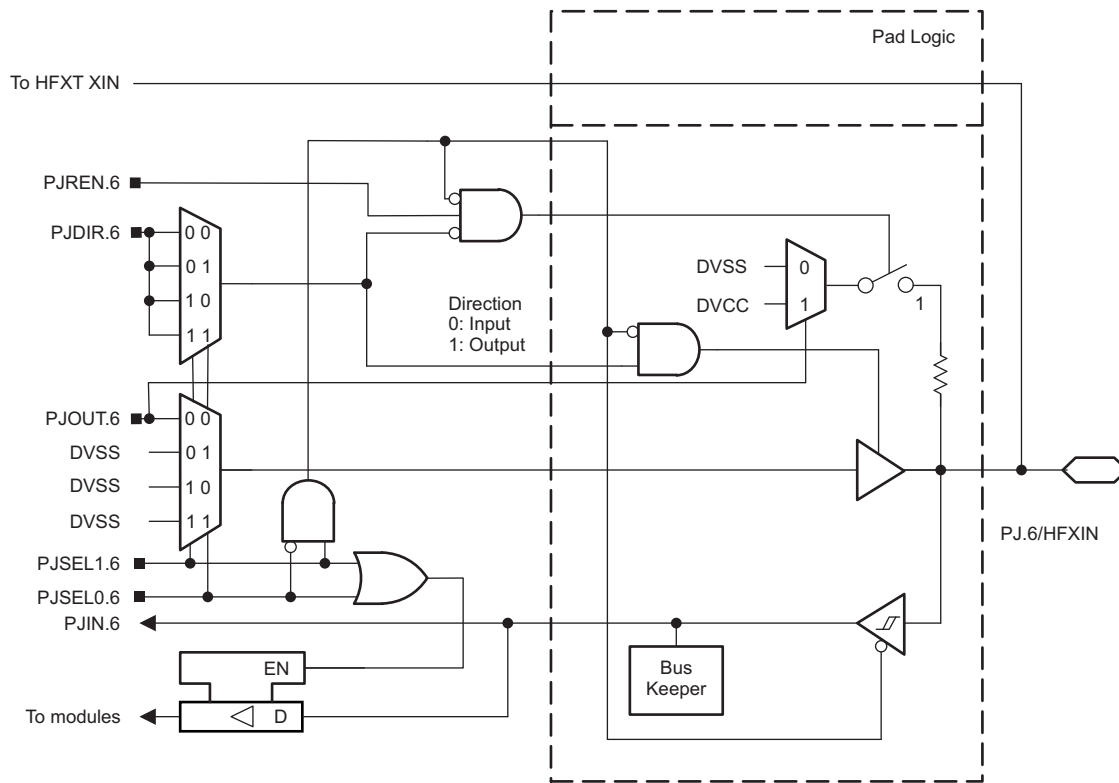 Pad Logic
To HFXT XIN
PJREN.6
PJDIR.6
0 0
0 1
1 0
1 1
DVSS
0
DVCC
1
1
Direction
0: Input
1: Output
PJOUT.6
0 0
DVSS
0 1
DVSS
1 0
DVSS
1 1
PJ.6/HFXIN
PJSEL1.6
PJSEL0.6
PJIN.6
EN
Bus
Keeper
To modules
D